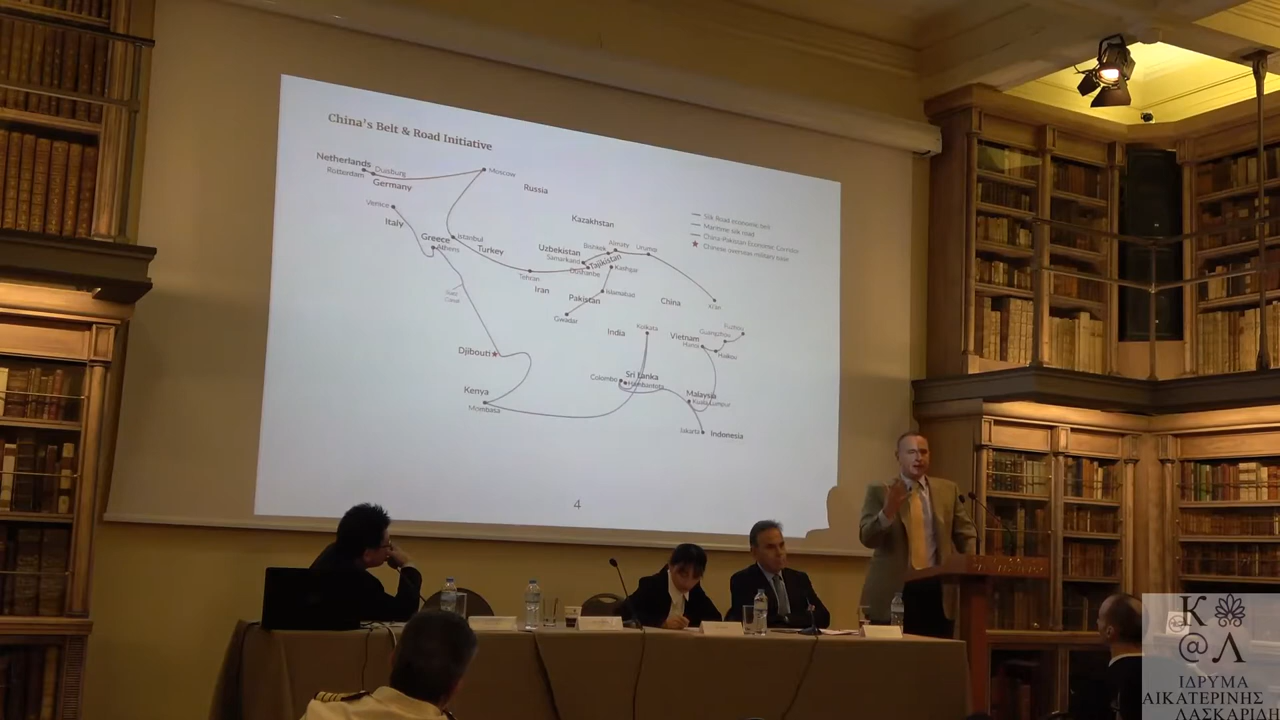 China's Belt & Road Initiative
Netherlands
Rotterdam
Duisburg
Germany
Moscow
Russia
Venice
Italy
Greece
Athens
Istanbul
Turkey
Kazakhstan
Uzbekistan
Bishkek
Almaty
Urumqi
Samarkand
Dushanbe
Tajikistan
Kashgar
Tehran
Iran
Islamabad
Pakistan
Gwadar
China
Xi'an
Silk Road economic belt
Maritime silk road
China-Pakistan Economic Corridor
Chinese overseas military base
Suez
Canal
India
Kolkata
Vietnam
Hanoi
Guangzhou
Fuzhou
Haikou
Djibouti
Kenya
Mombasa
Colombo
Sri Lanka
Hambantota
Malaysia
Kuala Lumpur
Jakarta
Indonesia
4
Κ
@Λ
ΙΔΡΥΜΑ
ΑΙΚΑΤΕΡΙΝΗΣ
ΛΑΣΚΑΡΙΔΗ